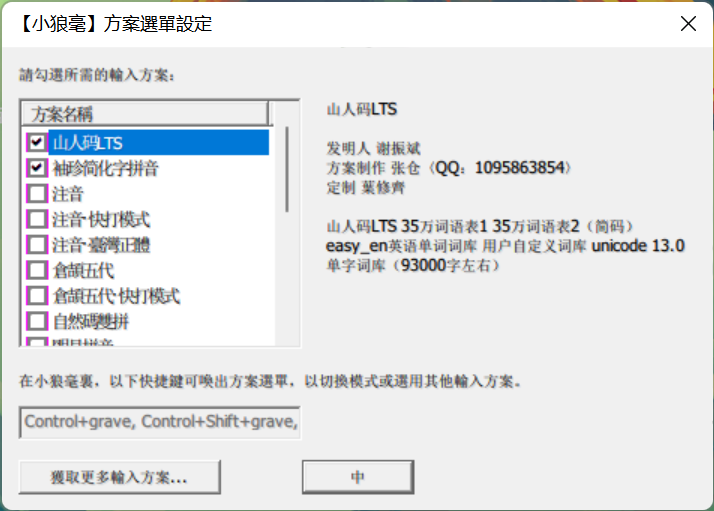 【小狼毫】方案選單設定
請勾選所需的輸入方案：
方案名稱
山人码LTS
袖珍简化字拼音
注音
注音·快打模式
注音·臺灣正體
倉頡五代
倉頡五代·快打模式
自然碼雙拼
山人码LTS
发明人 谢振斌
方案制作 张仓〈QQ：1095863854〉
定制 葉修齊
山人码LTS 35万词语表1 35万词语表2（简码）
easy_en英语单词词库 用户自定义词库 unicode 13.0
单字词库（93000字左右）
在小狼毫裏，以下快捷鍵可喚出方案選單，以切換模式或選用其他輸入方案。
Control+grave, Control+Shift+grave,
獲取更多輸入方案...
中